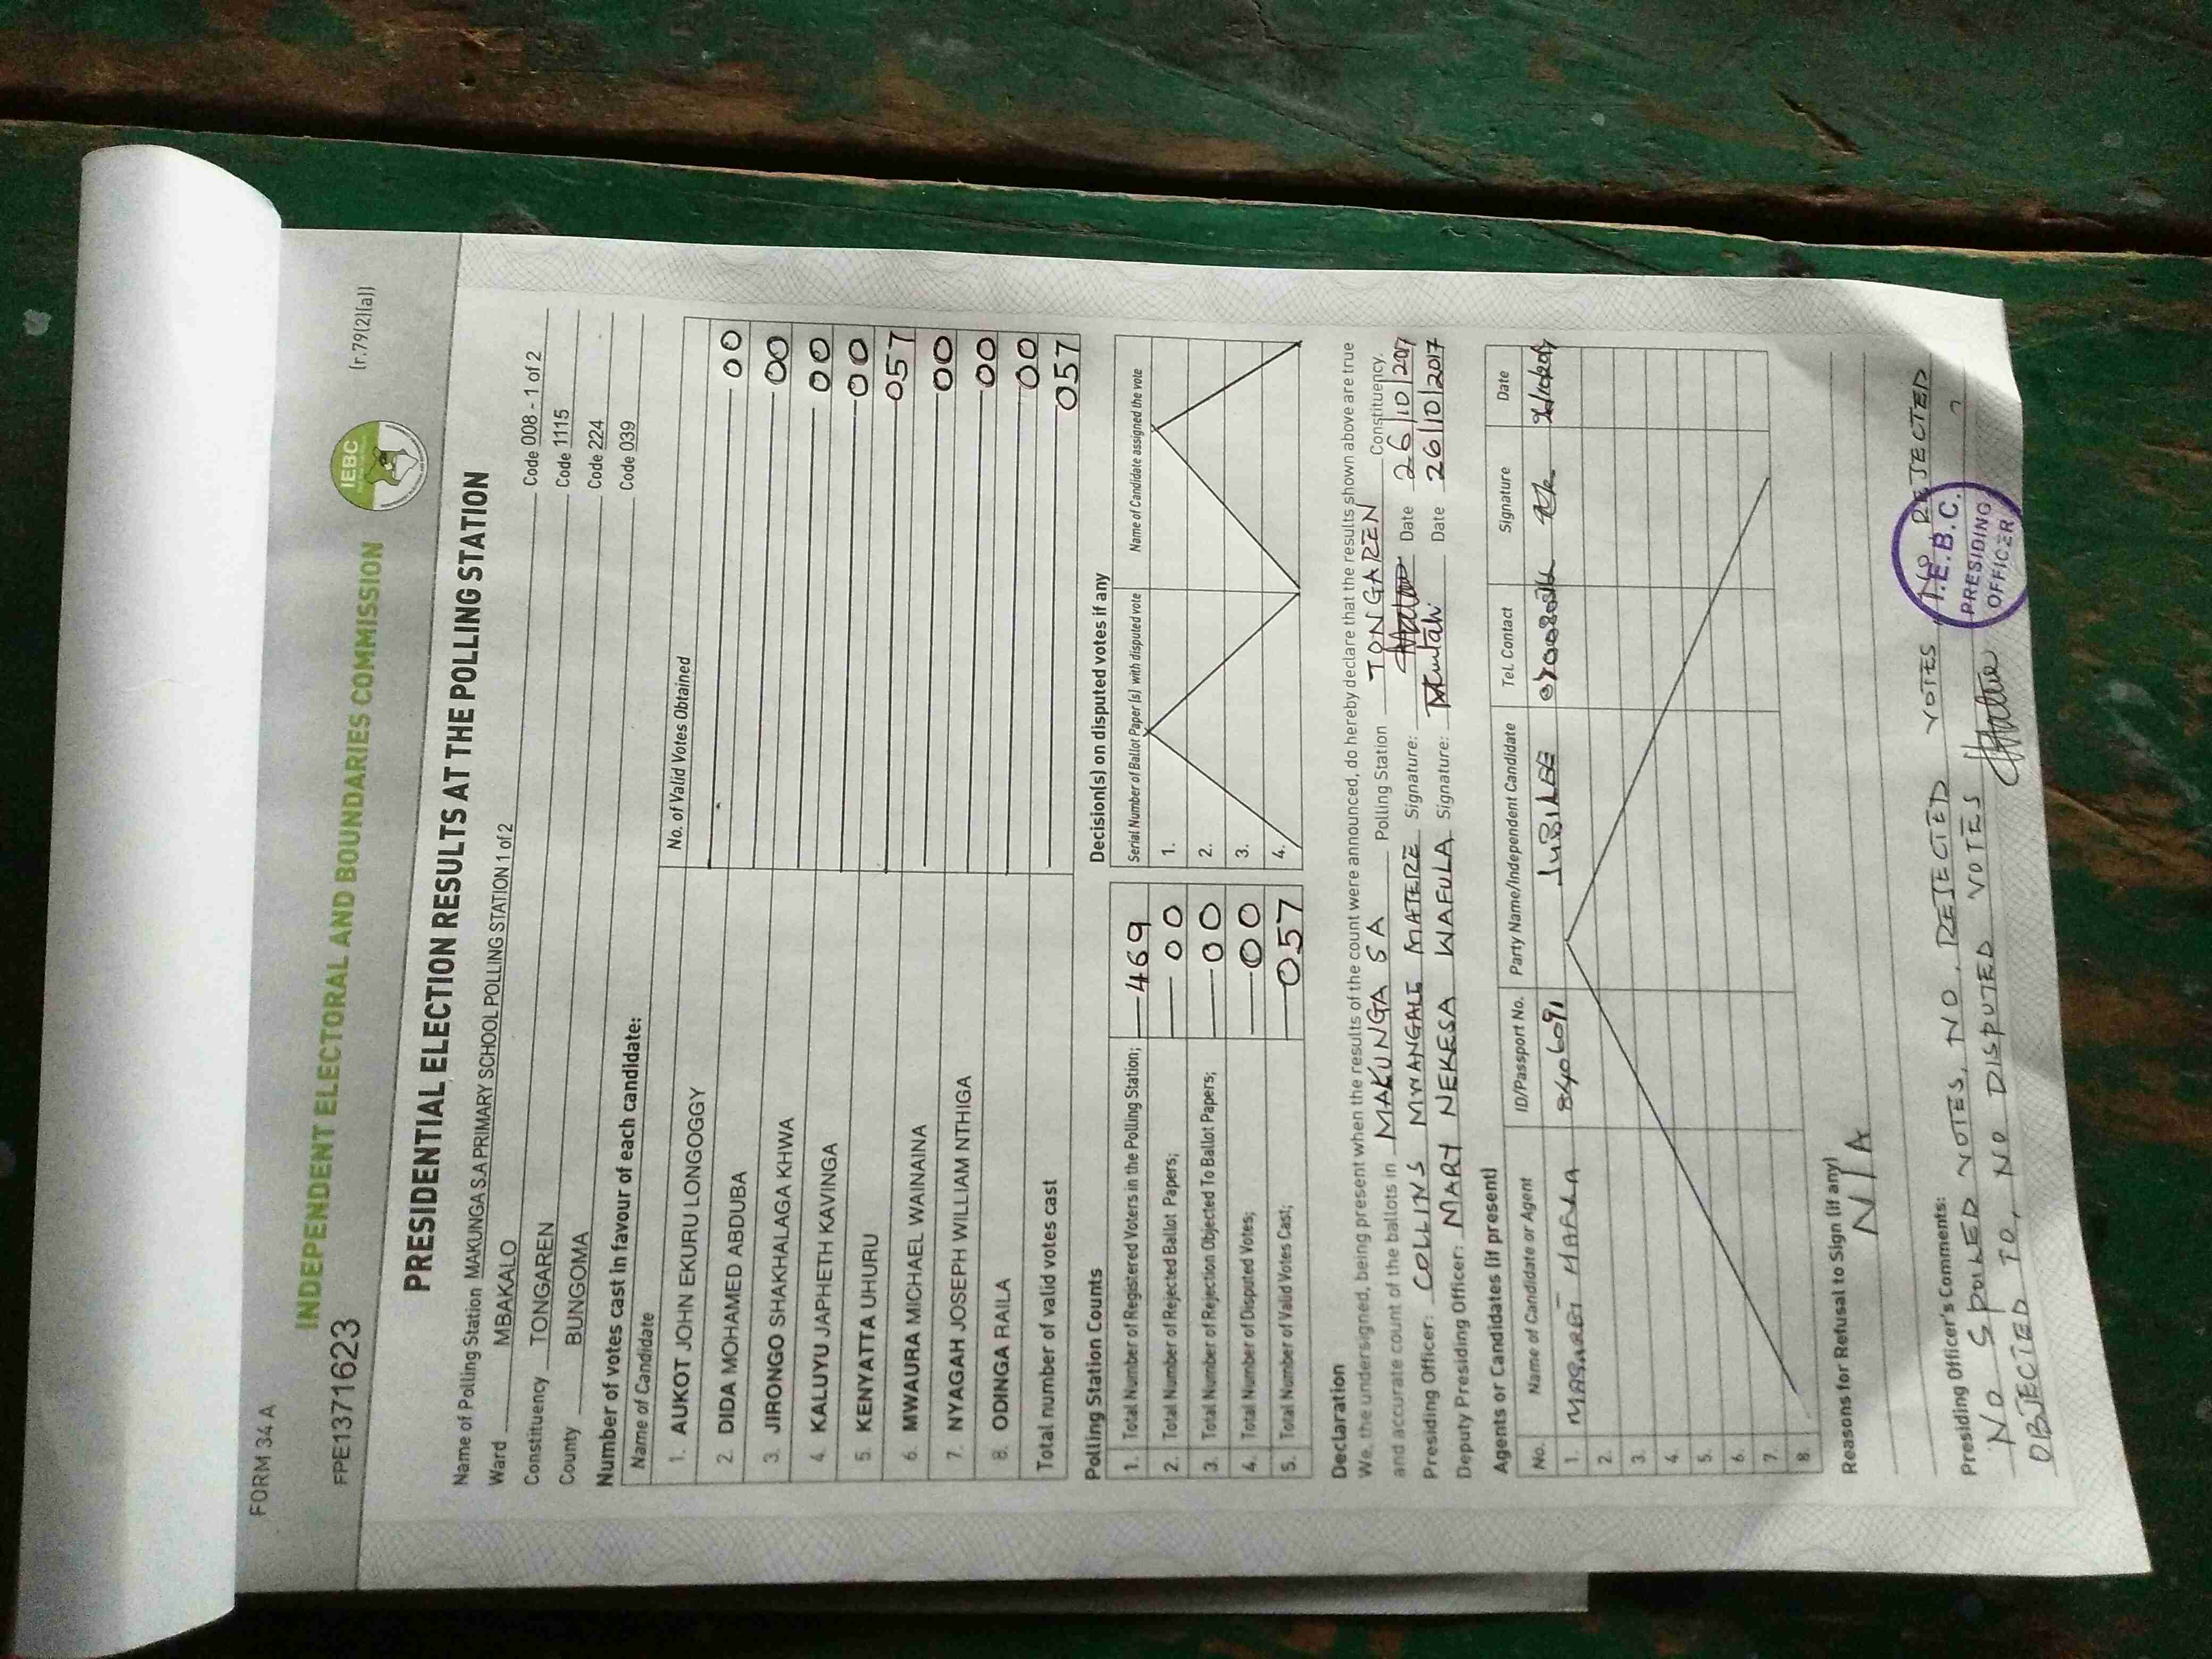 FORM 34A
INDEPENDENT ELECTORAL AND BOUNDARIES COMMISSION
IEBC
(r.79(2)(a))
FPE1371623
PRESIDENTIAL ELECTION RESULTS AT THE POLLING STATION
Name of Polling Station MAKUNGA S.A PRIMARY SCHOOL POLLING STATION 1 of 2 Code 008 - 1 of 2
Ward MBAKALO Code 1115
Constituency TONGAREN Code 224
County BUNGOMA Code 039
Number of votes cast in favour of each candidate:
Name of Candidate No. of Valid Votes Obtained
1. AUKOT JOHN EKURU LONGOGGY 00
2. DIDA MOHAMED ABDUBA 00
3. JIRONGO SHAKHALAGA KHWA 00
4. KALUYU JAPHETH KAVINGA 00
5. KENYATTA UHURU 057
6. MWAURA MICHAEL WAINAINA 00
7. NYAGAH JOSEPH WILLIAM NTHIGA 00
8. ODINGA RAILA 00
Total number of valid votes cast 057
Polling Station Counts
1. Total Number of Registered Voters in the Polling Station; 469
2. Total Number of Rejected Ballot Papers; 00
3. Total Number of Rejection Objected To Ballot Papers; 00
4. Total Number of Disputed Votes; 00
5. Total Number of Valid Votes Cast; 057
Decision(s) on disputed votes if any
Serial Number of Ballot Paper (s) with disputed vote Name of Candidate assigned the vote
1.
2.
3.
4.
Declaration
We, the undersigned, being present when the results of the count were announced, do hereby declare that the results shown above are true
and accurate count of the ballots in MAKUNGA SA Polling Station TONGAREN Constituency.
Presiding Officer: COLLINS MWANGALE MATERE Signature: Date 26/10/2017
Deputy Presiding Officer: MARY NEKESA WAFULA Signature: Date 26/10/2017
Agents or Candidates (if present)
No. Name of Candidate or Agent ID/Passport No. Party Name/Independent Candidate Tel. Contact Signature Date
1. JUBILEE
2.
3.
4.
5.
6.
7.
8.
Reasons for Refusal to Sign (if any)
N/A
Presiding Officer's Comments:
NO SPOILED VOTES, NO REJECTED VOTES, NO REJECTED
OBJECTED TO, NO DISPUTED VOTES
I.E.B.C.
PRESIDING
OFFICER